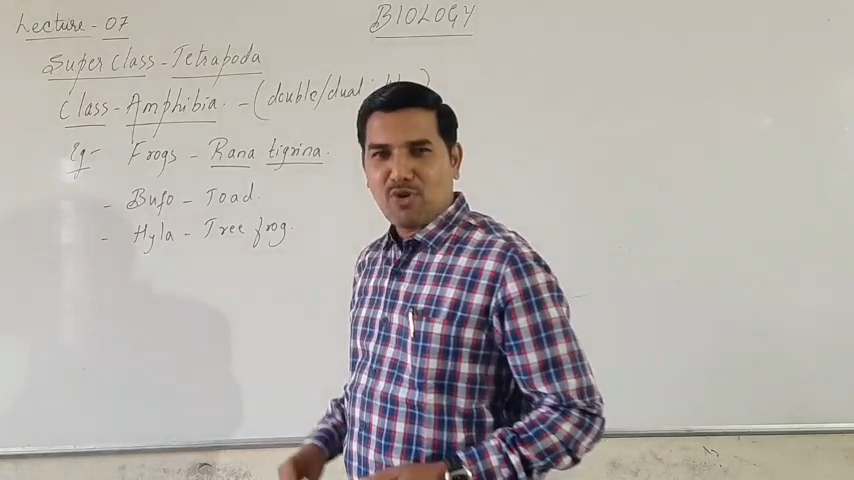 Lecture - 07
BIOLOGY
Super Class - Tetrapoda
Class - Amphibia. - (double/dual
Eg - Frogs - Rana tigrina.
- Bufo - Toad.
- Hyla - Tree frog.